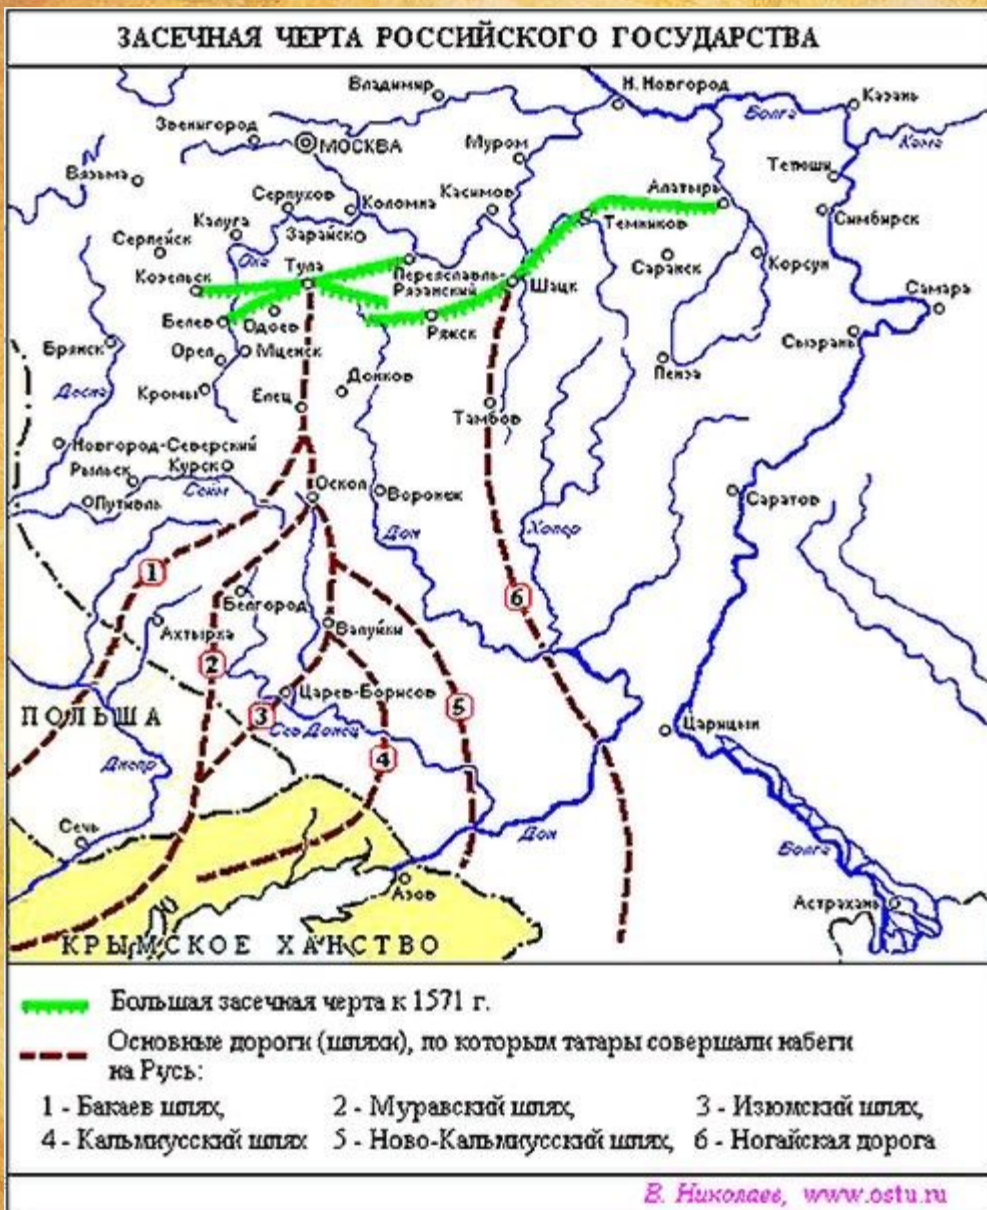 ЗАСЕЧНАЯ ЧЕРТА РОССИЙСКОГО ГОСУДАРСТВА
Владимир
Н. Новгород
Казань
Волга
Кама
Звенигород
МОСКВА
Муром
Тетюши
Вязьма
Серпухов
Коломна
Касимов
Алатырь
Симбирск
Калуга
Зарайск
Темников
Серпейск
Ока
Тула
Переяславль-
Рязанский
Саранск
Корсун
Козельск
Шацк
Самара
Белев
Одоев
Ряжск
Сызрань
Брянск
Орел
Мценск
Пенза
Десна
Кромы
Донков
Елец
Тамбов
Новгород-Северский
Рыльск
Курск
Путивль
Сейм
Оскол
Воронеж
Саратов
Дон
Хопер
1
6
Белгород
Ахтырка
Валуйки
2
Царев-Борисов
5
3
ПОЛЬША
Сев Донец
Царицын
4
Днепр
Сечь
Дон
Волга
Азов
Астрахань
КРЫМСКОЕ ХАНСТВО
Большая засечная черта к 1571 г.
Основные дороги (шляхи), по которым татары совершали набеги
на Русь:
1 - Бакаев шлях, 2 - Муравский шлях, 3 - Изюмский шлях,
4 - Кальмиусский шлях 5 - Ново-Кальмиусский шлях, 6 - Ногайская дорога
В. Николаев, www.ostu.ru